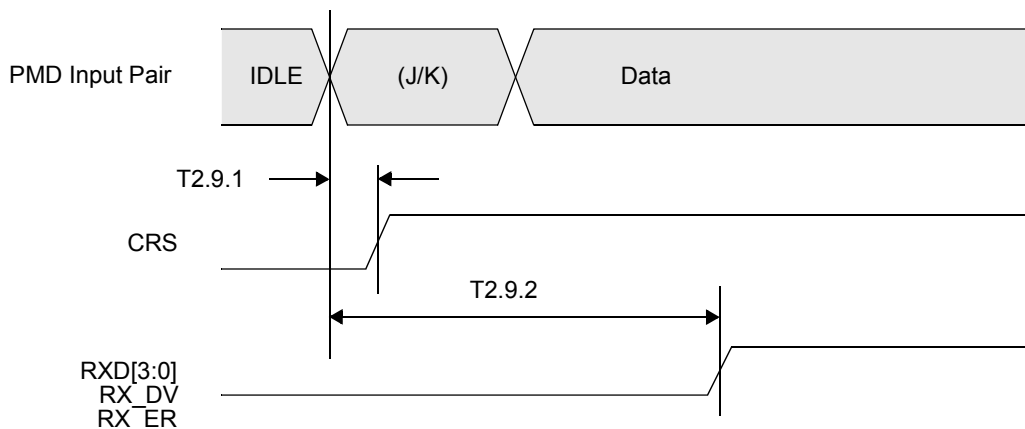 PMD Input Pair
IDLE
(J/K)
Data
T2.9.1
CRS
T2.9.2
RXD[3:0]
RX_DV
RX_ER